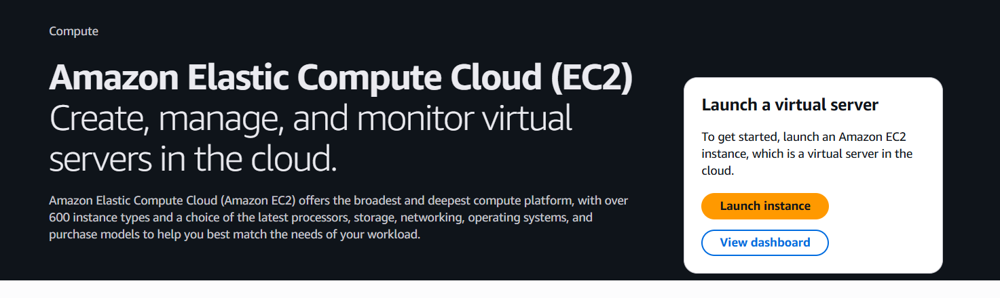 Compute
Amazon Elastic Compute Cloud (EC2)
Create, manage, and monitor virtual
servers in the cloud.
Amazon Elastic Compute Cloud (Amazon EC2) offers the broadest and deepest compute platform, with over
600 instance types and a choice of the latest processors, storage, networking, operating systems, and
purchase models to help you best match the needs of your workload.
Launch a virtual server
To get started, launch an Amazon EC2
instance, which is a virtual server in the
cloud.
Launch instance
View dashboard